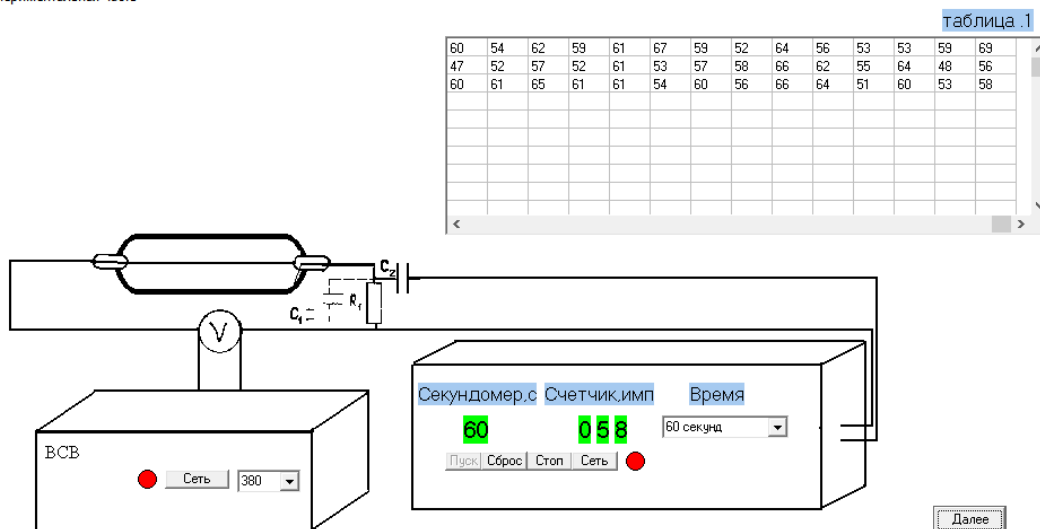 таблица .1
60 54 62 59 61 67 59 52 64 56 53 53 59 69
47 52 57 52 61 53 57 58 66 62 55 64 48 56
60 61 65 61 61 54 60 56 66 64 51 60 53 58
C2
R1
C1
V
Секундомер,с Счетчик,имп Время
60 0 5 8 60 секунд
Пуск Сброс Стоп Сеть
ВСВ
Сеть 380
Далее